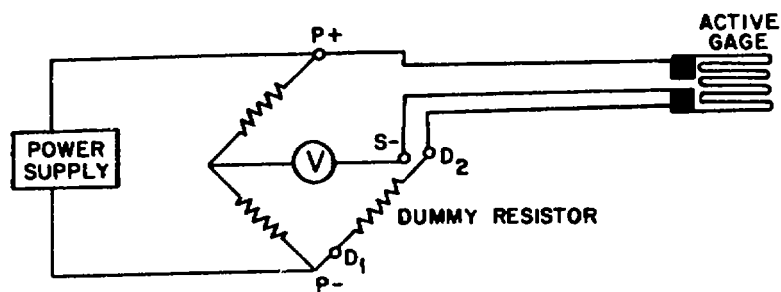 P+
ACTIVE
GAGE
POWER
SUPPLY
V
S-
D2
DUMMY RESISTOR
D1
P-